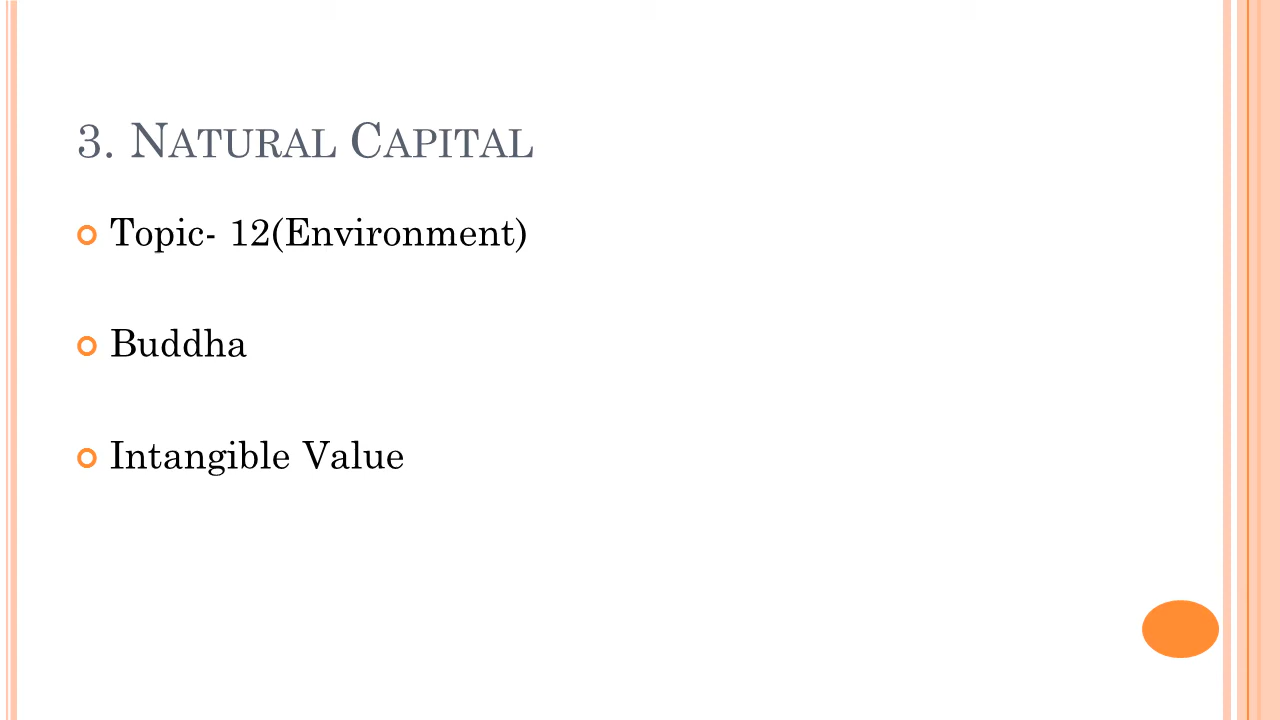 3. NATURAL CAPITAL
Topic- 12(Environment)
Buddha
Intangible Value